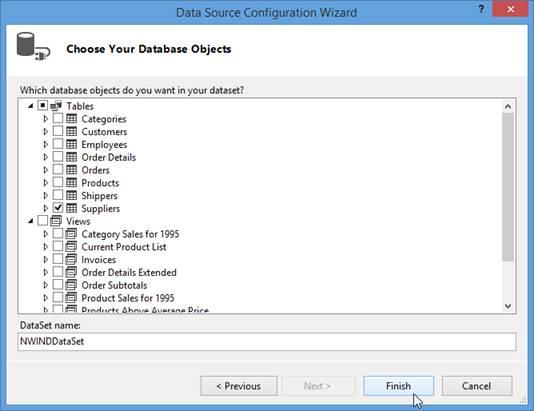 Data Source Configuration Wizard
?
Choose Your Database Objects
Which database objects do you want in your dataset?
Tables
Categories
Customers
Employees
Order Details
Orders
Products
Shippers
Suppliers
Views
Category Sales for 1995
Current Product List
Invoices
Order Details Extended
Order Subtotals
Product Sales for 1995
Products Above Average Price
DataSet name:
NWINDDataSet
< Previous
Next >
Finish
Cancel